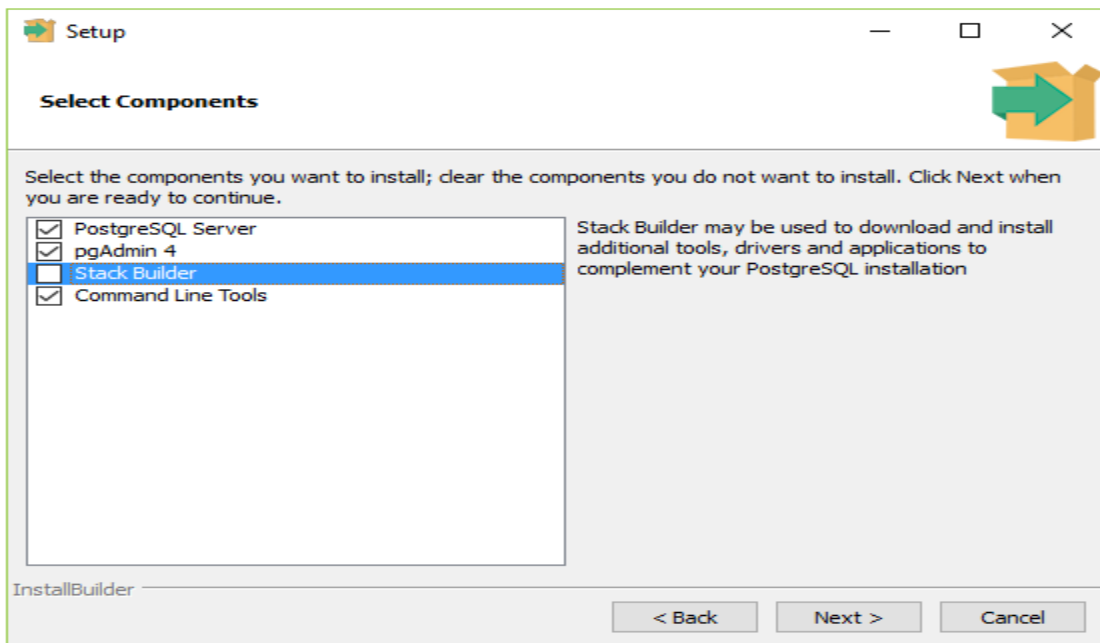 Setup
Select Components
Select the components you want to install; clear the components you do not want to install. Click Next when
you are ready to continue.
PostgreSQL Server
pgAdmin 4
Stack Builder
Command Line Tools
Stack Builder may be used to download and install
additional tools, drivers and applications to
complement your PostgreSQL installation
InstallBuilder
< Back
Next >
Cancel